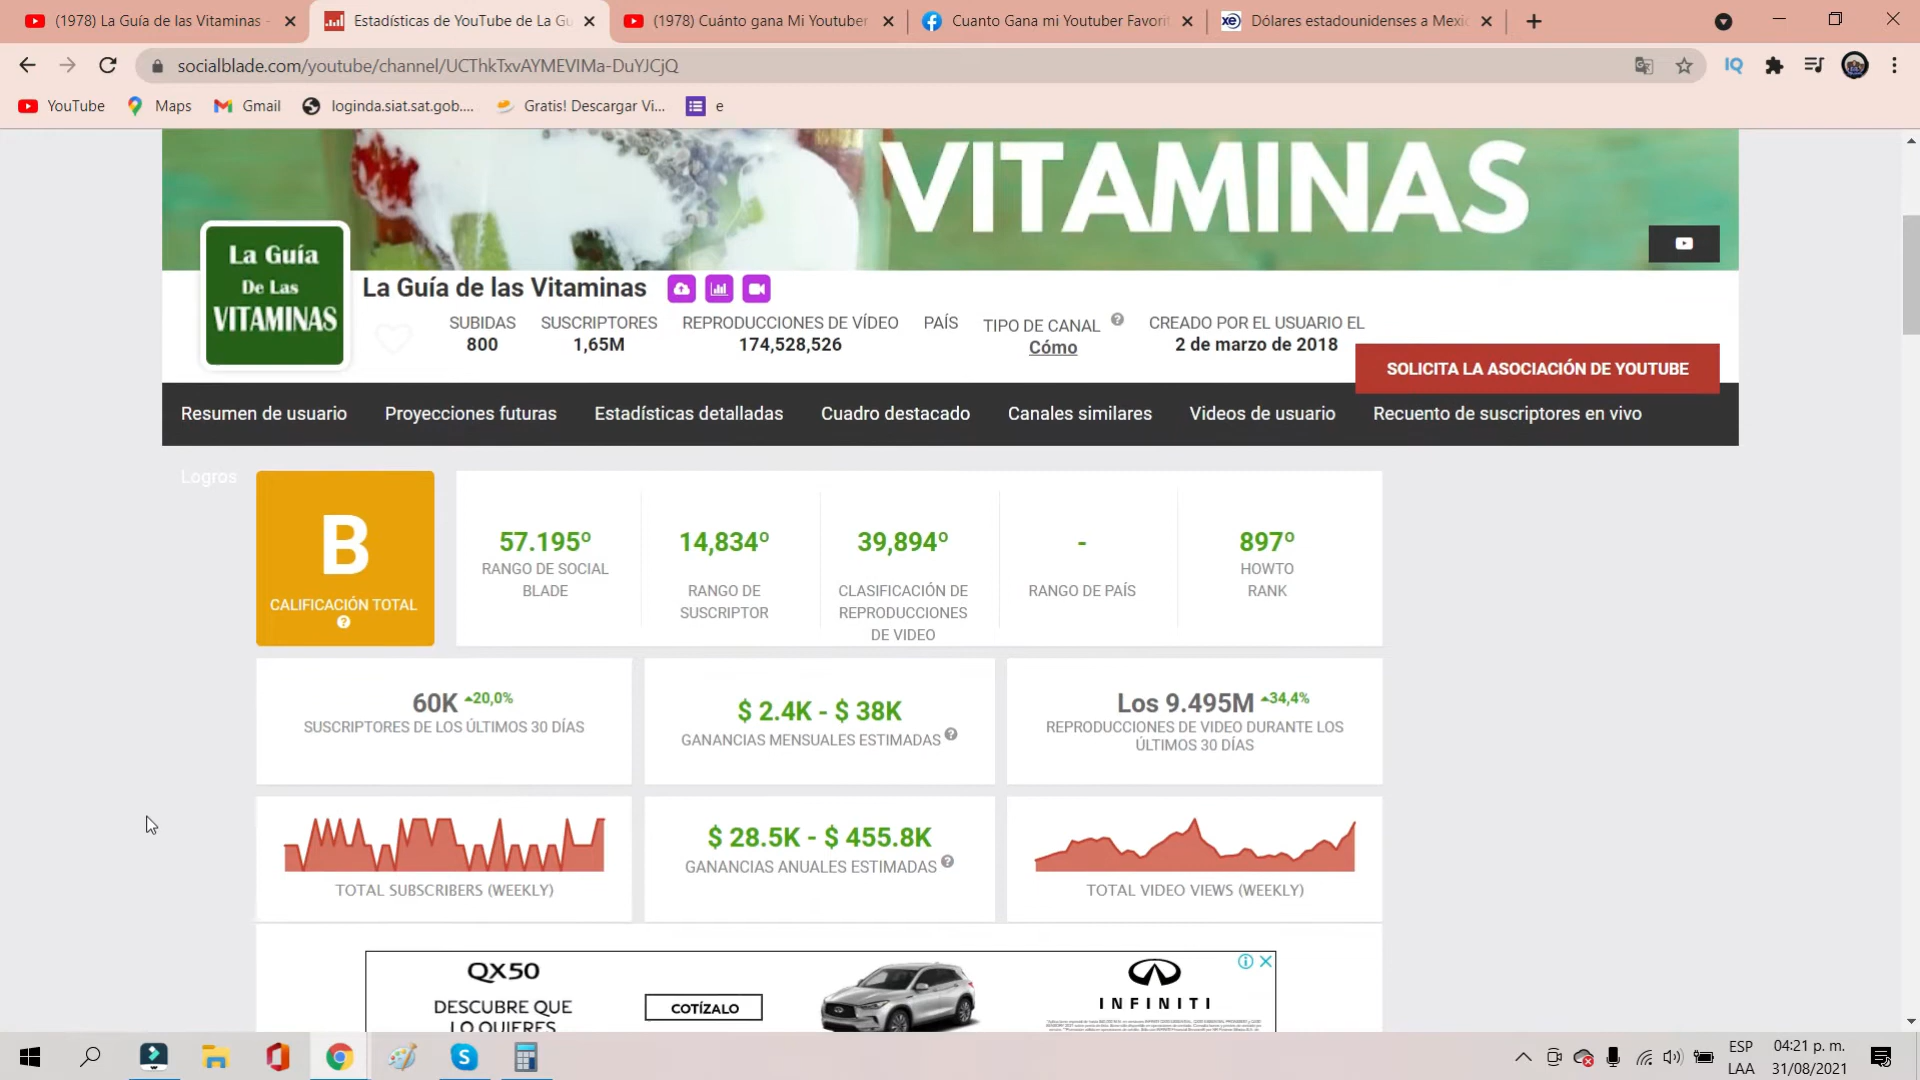 (1978) La Guía de las Vitaminas -
Estadísticas de YouTube de La Gu
(1978) Cuánto gana Mi Youtuber
Cuanto Gana mi Youtuber Favorit
xe
Dólares estadounidenses a Mexic
socialblade.com/youtube/channel/UCThkTxvAYMEVIMa-DuYJCjQ
IQ
YouTube
Maps
Gmail
loginda.siat.sat.gob....
Gratis! Descargar Vi...
e
VITAMINAS
La Guía
De Las
VITAMINAS
La Guía de las Vitaminas
SUBIDAS
800
SUSCRIPTORES
1,65M
REPRODUCCIONES DE VÍDEO
174,528,526
PAÍS
TIPO DE CANAL ?
Cómo
CREADO POR EL USUARIO EL
2 de marzo de 2018
SOLICITA LA ASOCIACIÓN DE YOUTUBE
Resumen de usuario
Proyecciones futuras
Estadísticas detalladas
Cuadro destacado
Canales similares
Videos de usuario
Recuento de suscriptores en vivo
Logros
B
CALIFICACIÓN TOTAL
?
57.195º
RANGO DE SOCIAL
BLADE
14,834º
RANGO DE
SUSCRIPTOR
39,894º
CLASIFICACIÓN DE
REPRODUCCIONES
DE VIDEO
-
RANGO DE PAÍS
897º
HOWTO
RANK
60K 20,0%
SUSCRIPTORES DE LOS ÚLTIMOS 30 DÍAS
$ 2.4K - $ 38K
GANANCIAS MENSUALES ESTIMADAS ?
Los 9.495M 34,4%
REPRODUCCIONES DE VIDEO DURANTE LOS
ÚLTIMOS 30 DÍAS
TOTAL SUBSCRIBERS (WEEKLY)
$ 28.5K - $ 455.8K
GANANCIAS ANUALES ESTIMADAS ?
TOTAL VIDEO VIEWS (WEEKLY)
QX50
DESCUBRE QUE
LO QUIERES
COTÍZALO
INFINITI
ESP
LAA
04:21 p. m.
31/08/2021